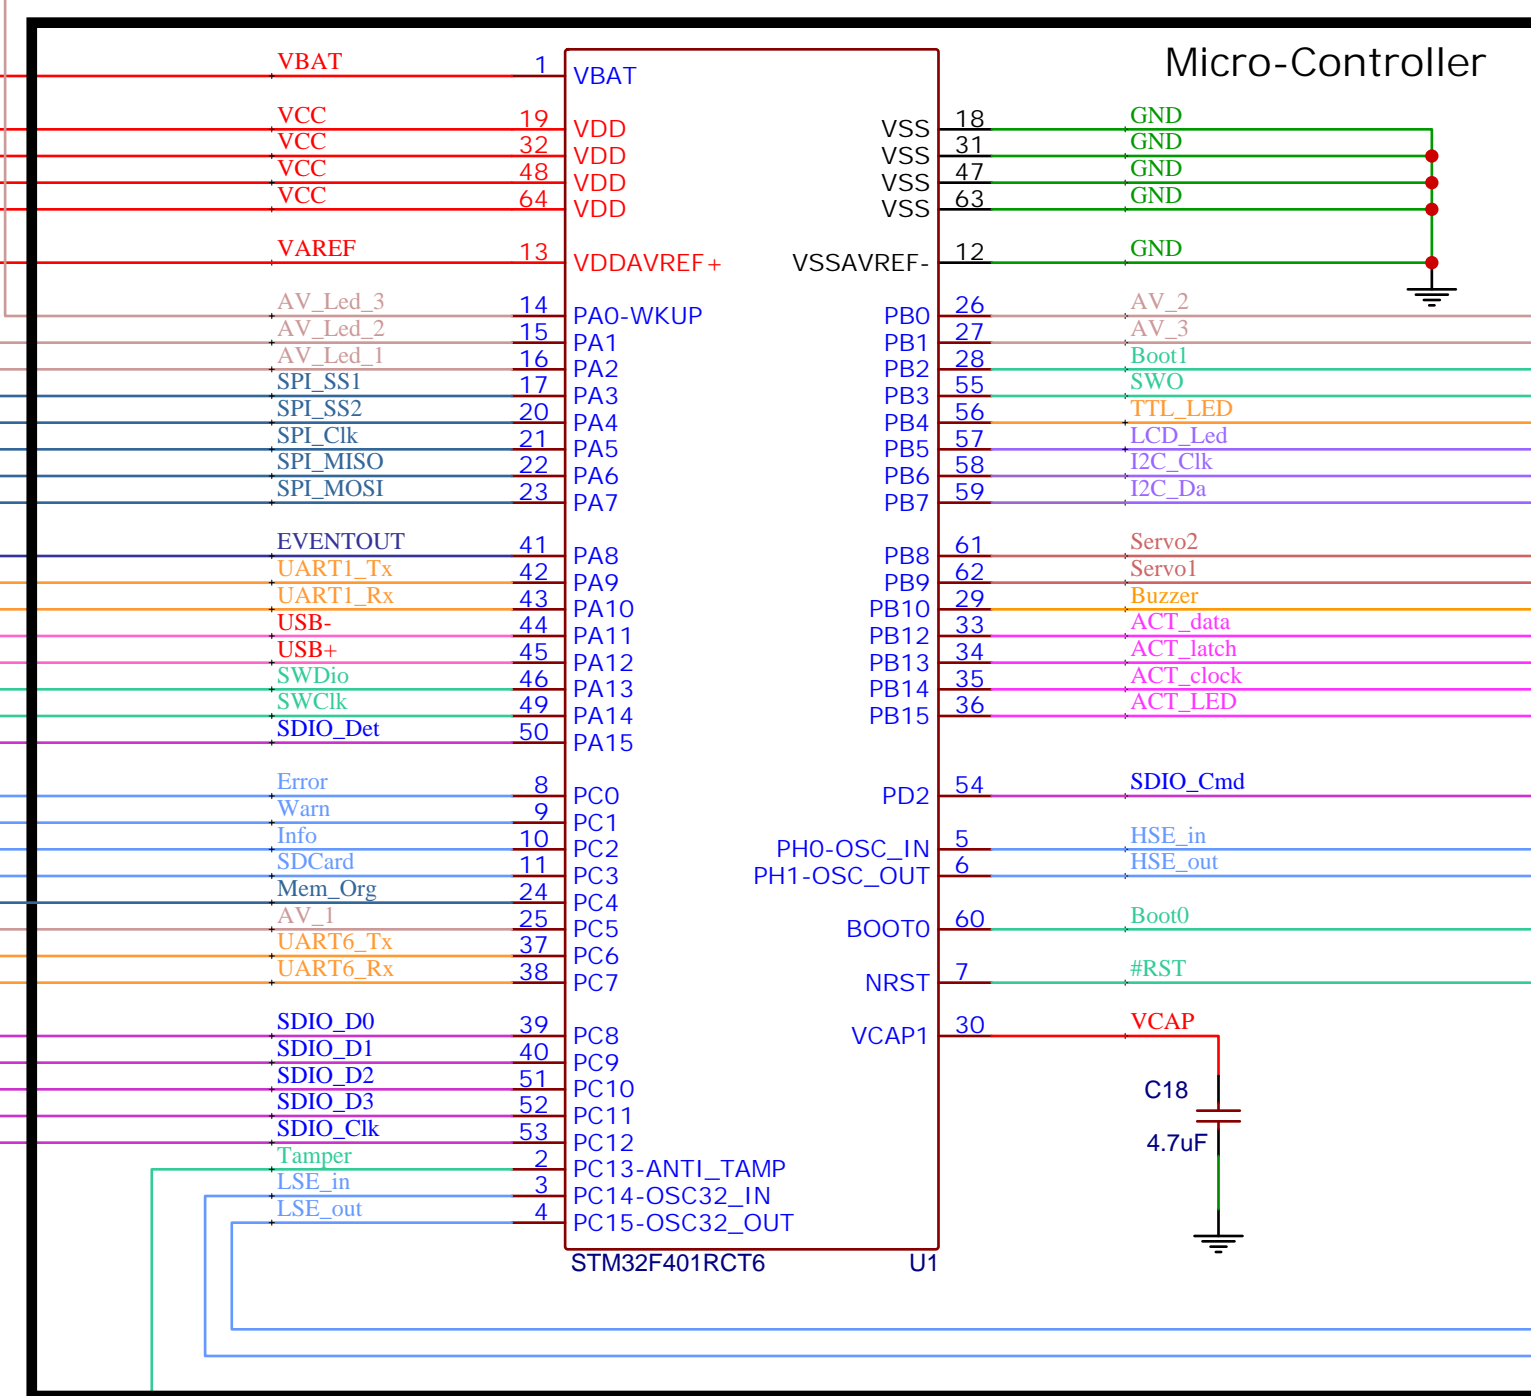 Micro-Controller
VBAT 1 VBAT
VCC 19 VDD VSS 18 GND
VCC 32 VDD VSS 31 GND
VCC 48 VDD VSS 47 GND
VCC 64 VDD VSS 63 GND
VAREF 13 VDDAVREF+ VSSAVREF- 12 GND
AV_Led_3 14 PA0-WKUP PB0 26 AV_2
AV_Led_2 15 PA1 PB1 27 AV_3
AV_Led_1 16 PA2 PB2 28 Boot1
SPI_SS1 17 PA3 PB3 55 SWO
SPI_SS2 20 PA4 PB4 56 TTL_LED
SPI_Clk 21 PA5 PB5 57 LCD_Led
SPI_MISO 22 PA6 PB6 58 I2C_Clk
SPI_MOSI 23 PA7 PB7 59 I2C_Da
EVENTOUT 41 PA8 PB8 61 Servo2
UART1_Tx 42 PA9 PB9 62 Servo1
UART1_Rx 43 PA10 PB10 29 Buzzer
USB- 44 PA11 PB12 33 ACT_data
USB+ 45 PA12 PB13 34 ACT_latch
SWDio 46 PA13 PB14 35 ACT_clock
SWClk 49 PA14 PB15 36 ACT_LED
SDIO_Det 50 PA15
Error 8 PC0 PD2 54 SDIO_Cmd
Warn 9 PC1
Info 10 PC2 PH0-OSC_IN 5 HSE_in
SDCard 11 PC3 PH1-OSC_OUT 6 HSE_out
Mem_Org 24 PC4
AV_1 25 PC5 BOOT0 60 Boot0
UART6_Tx 37 PC6
UART6_Rx 38 PC7 NRST 7 #RST
SDIO_D0 39 PC8 VCAP1 30 VCAP
SDIO_D1 40 PC9
SDIO_D2 51 PC10 C18
SDIO_D3 52 PC11
SDIO_Clk 53 PC12 4.7uF
Tamper 2 PC13-ANTI_TAMP
LSE_in 3 PC14-OSC32_IN
LSE_out 4 PC15-OSC32_OUT
STM32F401RCT6 U1